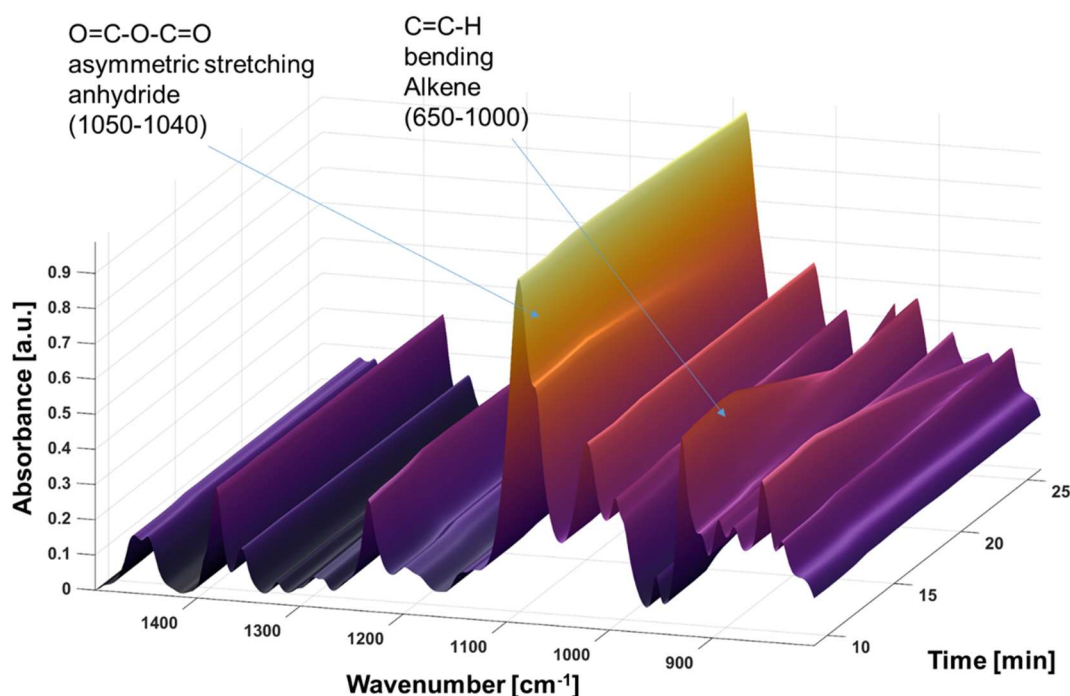 O=C-O-C=O
asymmetric stretching
anhydride
(1050-1040)
C=C-H
bending
Alkene
(650-1000)
0.9
0.8
0.7
0.6
0.5
0.4
0.3
0.2
0.1
0
Absorbance [a.u.]
1400
1300
1200
1100
1000
900
Wavenumber [cm⁻¹]
10
15
20
25
Time [min]